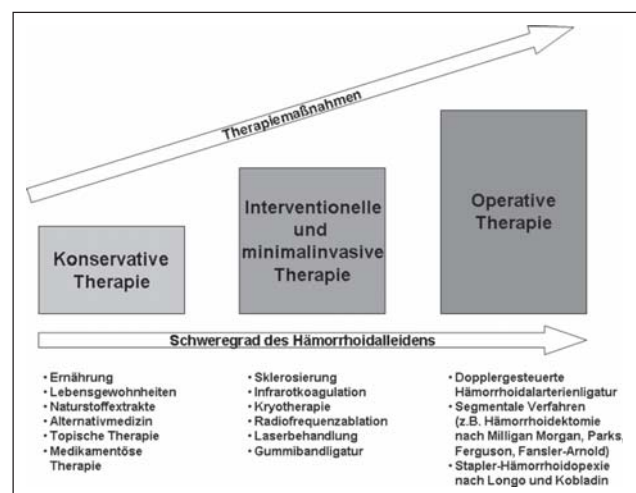 Therapiemaßnahmen
Konservative
Therapie
Interventionelle
und
minimalinvasive
Therapie
Operative
Therapie
Schweregrad des Hämorrhoidalleidens
· Ernährung
· Lebensgewohnheiten
· Naturstoffextrakte
· Alternativmedizin
· Topische Therapie
· Medikamentöse
Therapie
· Sklerosierung
· Infrarotkoagulation
· Kryotherapie
· Radiofrequenzablation
· Laserbehandlung
· Gummibandligatur
· Dopplergesteuerte
Hämorrhoidalarterienligatur
· Segmentale Verfahren
(z.B. Hämorrhoidektomie
nach Milligan Morgan, Parks,
Ferguson, Fansler-Arnold)
· Stapler-Hämorrhoidopexie
nach Longo und Kobladin